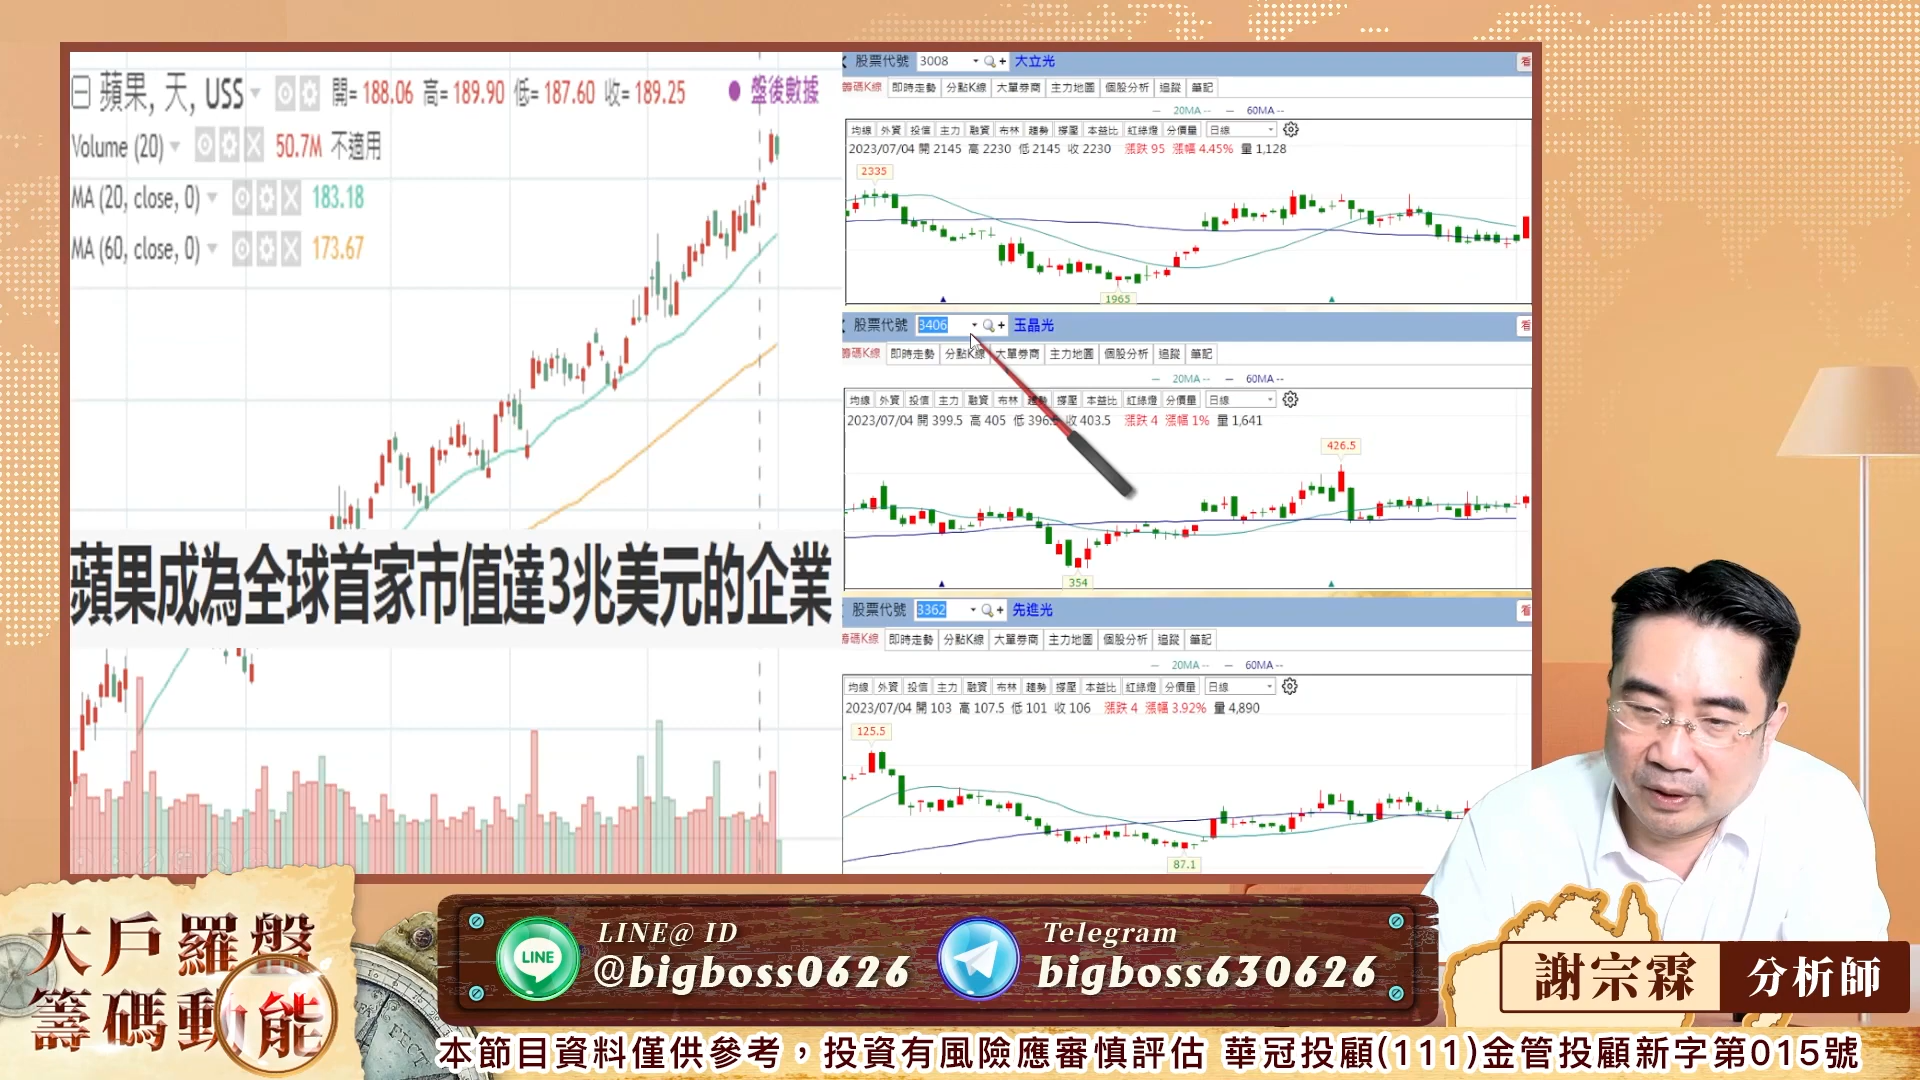 蘋果, 天, USS 開= 188.06 高= 189.90 低= 187.60 收= 189.25 盤後數據
Volume (20) 50.7M 不適用
MA (20, close, 0) 183.18
MA (60, close, 0) 173.67
蘋果成為全球首家市值達3兆美元的企業
股票代號 3008 大立光 看
籌碼K線 即時走勢 分點K線 大單券商 主力地圖 個股分析 追蹤 筆記
20MA -- 60MA --
均線 外資 投信 主力 融資 布林 趨勢 撐壓 本益比 紅綠燈 分價量 日線
2023/07/04 開 2145 高 2230 低 2145 收 2230 漲跌 95 漲幅 4.45% 量 1,128
2335
1965
股票代號 3406 玉晶光 看
籌碼K線 即時走勢 分點K線 大單券商 主力地圖 個股分析 追蹤 筆記
20MA -- 60MA --
均線 外資 投信 主力 融資 布林 趨勢 撐壓 本益比 紅綠燈 分價量 日線
2023/07/04 開 399.5 高 405 低 396. 收 403.5 漲跌 4 漲幅 1% 量 1,641
426.5
354
股票代號 3362 先進光 看
籌碼K線 即時走勢 分點K線 大單券商 主力地圖 個股分析 追蹤 筆記
20MA -- 60MA --
均線 外資 投信 主力 融資 布林 趨勢 撐壓 本益比 紅綠燈 分價量 日線
2023/07/04 開 103 高 107.5 低 101 收 106 漲跌 4 漲幅 3.92% 量 4,890
125.5
87.1
大戶羅盤
籌碼動能
LINE
LINE@ ID
@bigboss0626
Telegram
bigboss630626
謝宗霖 分析師
本節目資料僅供參考，投資有風險應審慎評估 華冠投顧(111)金管投顧新字第015號